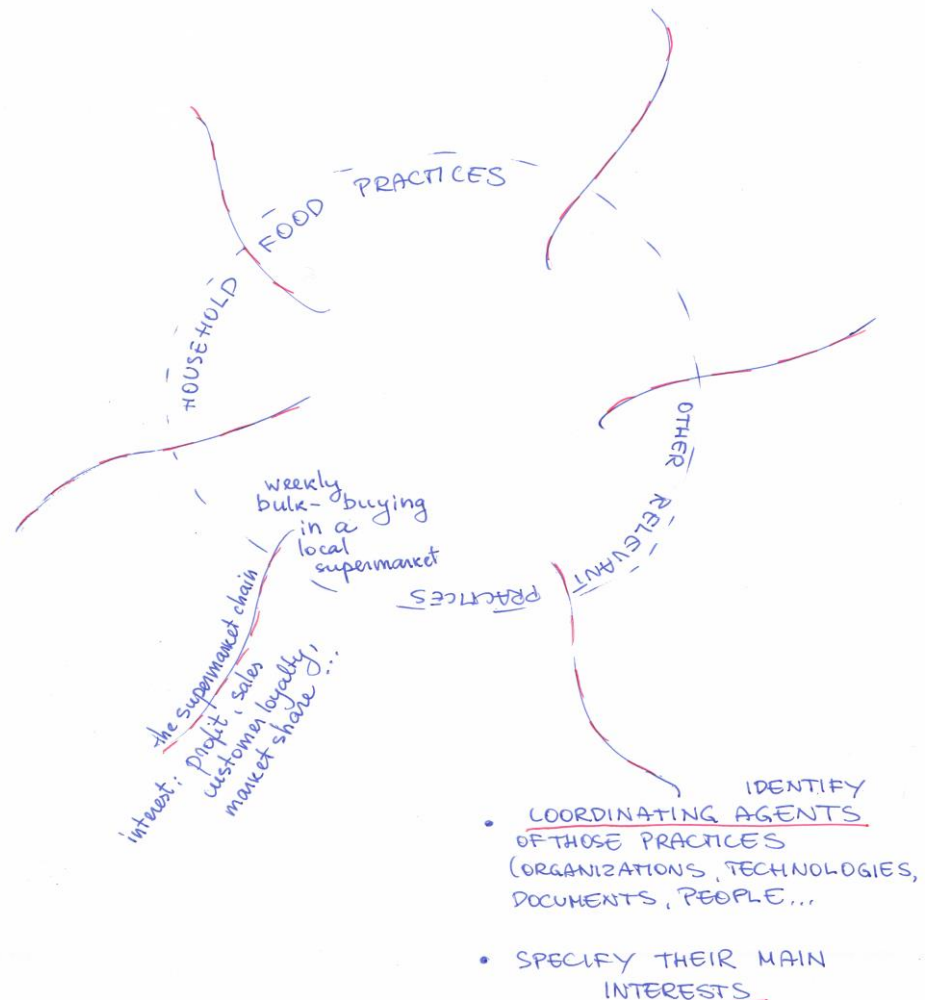 HOUSEHOLD FOOD PRACTICES
OTHER RELEVANT PRACTICES
weekly
bulk- buying
in a
local
supermarket
the supermarket chain
interest: profit, sales
customer loyalty,
market share...
IDENTIFY
• COORDINATING AGENTS
OF THOSE PRACTICES
(ORGANIZATIONS, TECHNOLOGIES,
DOCUMENTS, PEOPLE...
• SPECIFY THEIR MAIN
INTERESTS